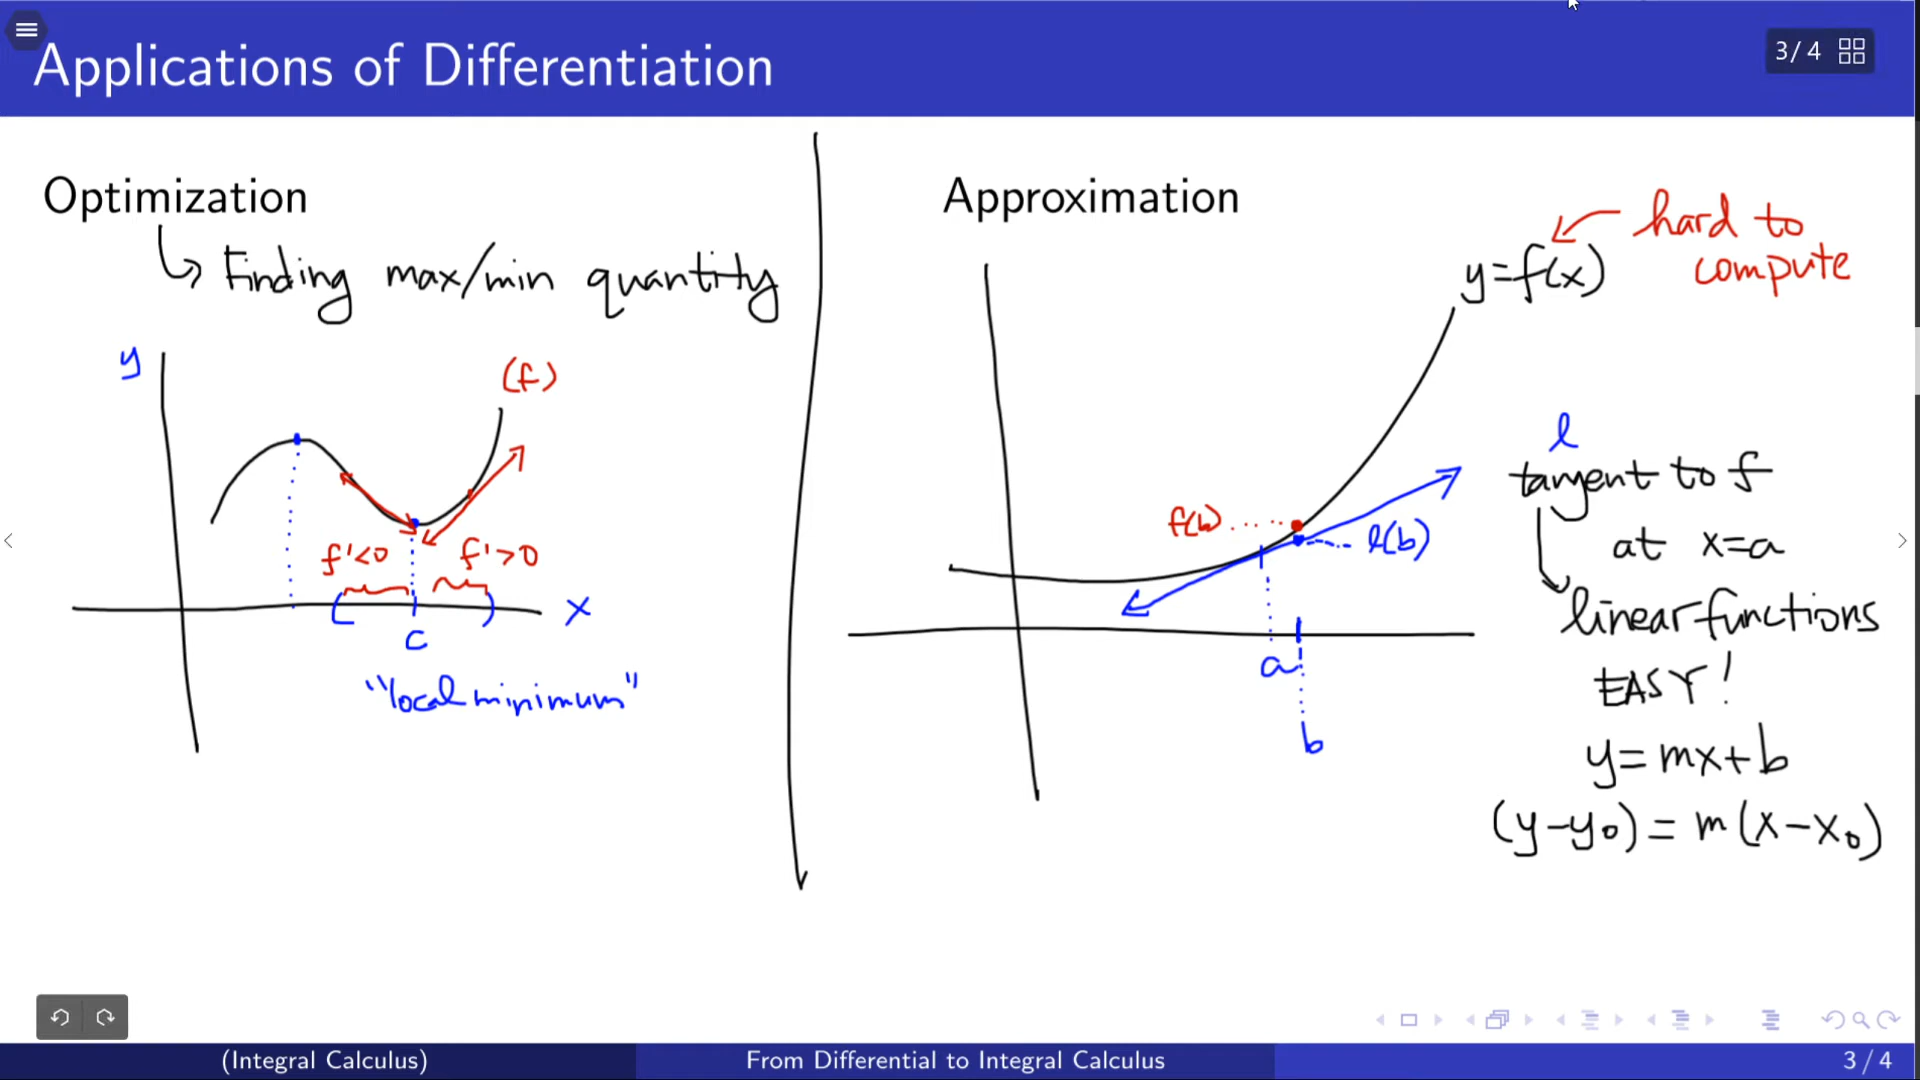 Applications of Differentiation
3/4
Optimization
Finding max/min quantity
y
(f)
f'<0
f'>0
x
c
"local minimum"
Approximation
hard to
compute
y=f(x)
l
tangent to f
at x=a
linear functions
EASY!
y=mx+b
(y-y₀)=m(x-x₀)
f(b)
l(b)
a
b
(Integral Calculus)
From Differential to Integral Calculus
3 / 4